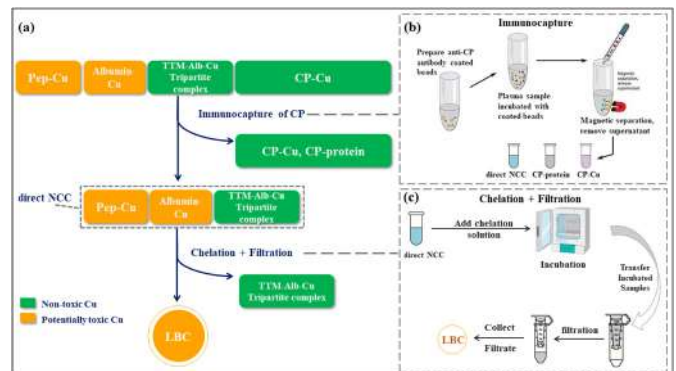 (a)
Pep-Cu
Albumin-
Cu
TTM-Alb-Cu
Tripartite
complex
CP-Cu
Immunocapture of CP
CP-Cu, CP-protein
direct NCC
Pep-Cu
Albumin-
Cu
TTM-Alb-Cu
Tripartite
complex
Chelation + Filtration
TTM-Alb-Cu
Tripartite complex)
Non-toxic Cu
Potentially toxic Cu
LBC
(b)
Immunocapture
Prepare anti-CP
antibody coated
beads
Plasma sample
incubated with
coated-beads
Magnetic separation,
remove supernatant
direct NCC
CP-protein
CP-Cu
(c)
Chelation + Filtration
direct NCC
Add chelation
solution
Incubation
Transfer
Incubated
Samples
filtration
Collect
Filtrate
LBC